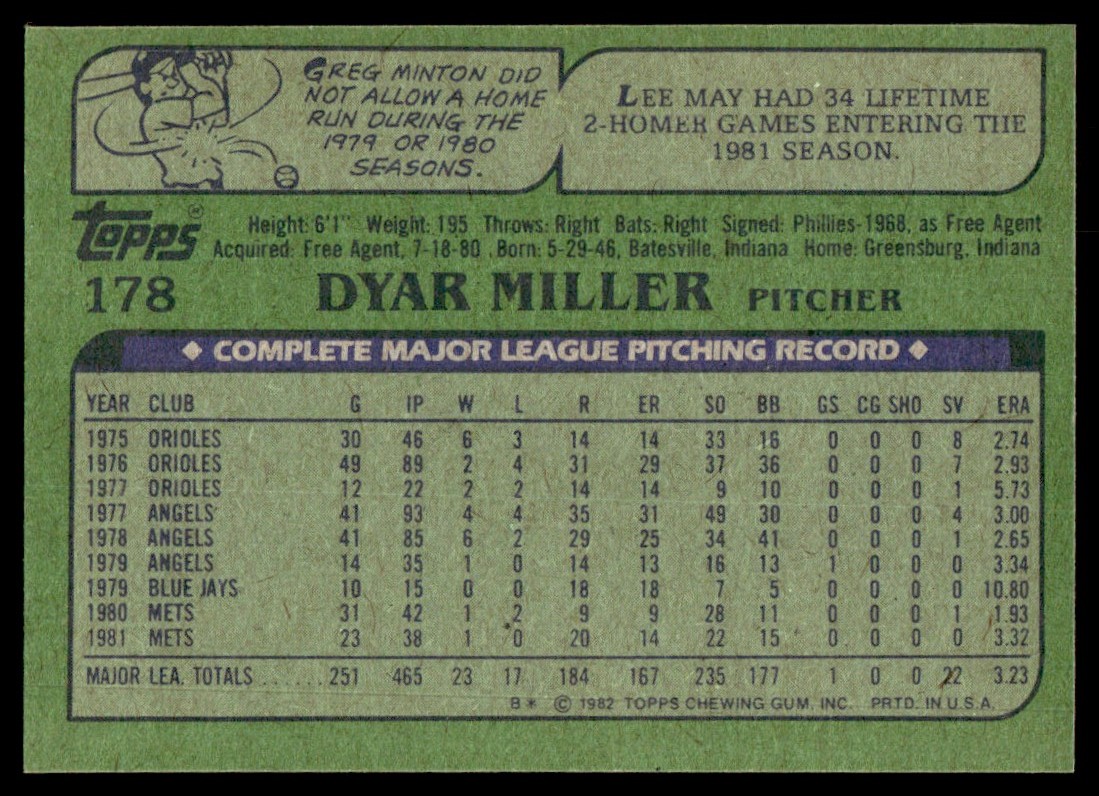 GREG MINTON DID
NOT ALLOW A HOME
RUN DURING THE
1979 OR 1980
SEASONS.
LEE MAY HAD 34 LIFETIME
2-HOMER GAMES ENTERING THE
1981 SEASON.
Topps®
Height: 6'1" Weight: 195 Throws: Right Bats: Right Signed: Phillies-1968, as Free Agent
Acquired: Free Agent, 7-18-80 Born: 5-29-46, Batesville, Indiana Home: Greensburg, Indiana
178 DYAR MILLER PITCHER
◆ COMPLETE MAJOR LEAGUE PITCHING RECORD ◆
YEAR CLUB G IP W L R ER SO BB GS CG SHO SV ERA
1975 ORIOLES 30 46 6 3 14 14 33 16 0 0 0 8 2.74
1976 ORIOLES 49 89 2 4 31 29 37 36 0 0 0 7 2.93
1977 ORIOLES 12 22 2 2 14 14 9 10 0 0 0 1 5.73
1977 ANGELS 41 93 4 4 35 31 49 30 0 0 0 4 3.00
1978 ANGELS 41 85 6 2 29 25 34 41 0 0 0 1 2.65
1979 ANGELS 14 35 1 0 14 13 16 13 1 0 0 0 3.34
1979 BLUE JAYS 10 15 0 0 18 18 7 5 0 0 0 0 10.80
1980 METS 31 42 1 2 9 9 28 11 0 0 0 1 1.93
1981 METS 23 38 1 0 20 14 22 15 0 0 0 0 3.32
MAJOR LEA. TOTALS ...... 251 465 23 17 184 167 235 177 1 0 0 22 3.23
B* © 1982 TOPPS CHEWING GUM, INC. PRTD. IN U.S.A.